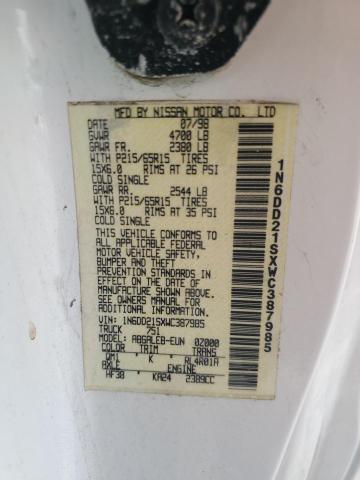 MFD BY NISSAN MOTOR CO. LTD
DATE 07/98
GVWR 4700 LB
GAWR FR. 2380 LB
WITH P215/65R15 TIRES
15X6.0 RIMS AT 26 PSI
COLD SINGLE
GAWR RR. 2544 LB
WITH P215/65R15 TIRES
15X6.0 RIMS AT 35 PSI
COLD SINGLE
THIS VEHICLE CONFORMS TO ALL
APPLICABLE FEDERAL
MOTOR VEHICLE SAFETY,
BUMPER AND THEFT
PREVENTION STANDARDS IN
EFFECT ON THE DATE OF
MANUFACTURE SHOWN ABOVE.
SEE OWNERS MANUAL FOR
ADDITIONAL INFORMATION
VIN: 1N6DD21SXWC387985
TRUCK 751
MODEL: ABGALEB-EUN 0Z000
COLOR TRIM TRANS
QM1 K RL4R01A
AXLE ENGINE
HF38 KA24 2389CC
1N6DD21SXWC387985